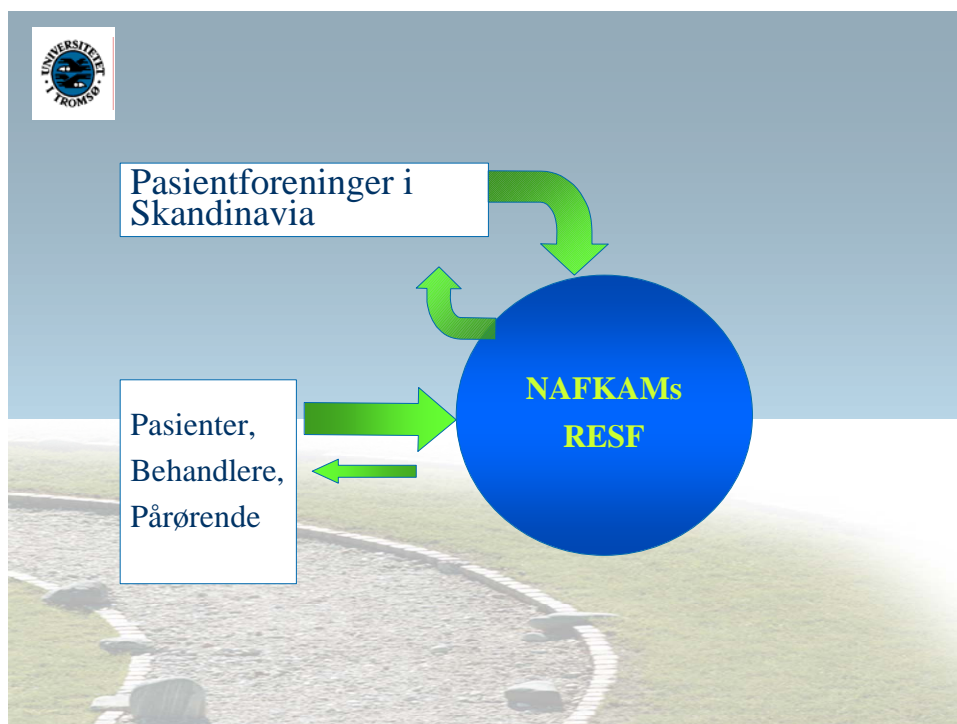 UNIVERSITETET
I TROMSØ
Pasientforeninger i
Skandinavia
NAFKAMs
RESF
Pasienter,
Behandlere,
Pårørende